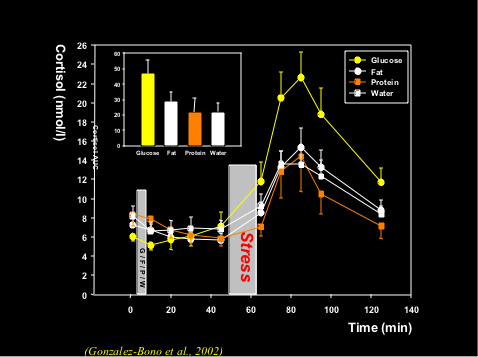 Cortisol (nmol/l)
26
24
22
20
18
16
14
12
10
8
6
4
2
0
60
50
40
30
20
10
0
Cortisol AUC
Glucose Fat Protein Water
Glucose
Fat
Protein
Water
G / F / P / W
Stress
0 20 40 60 80 100 120 140
Time (min)
(Gonzalez-Bono et al., 2002)